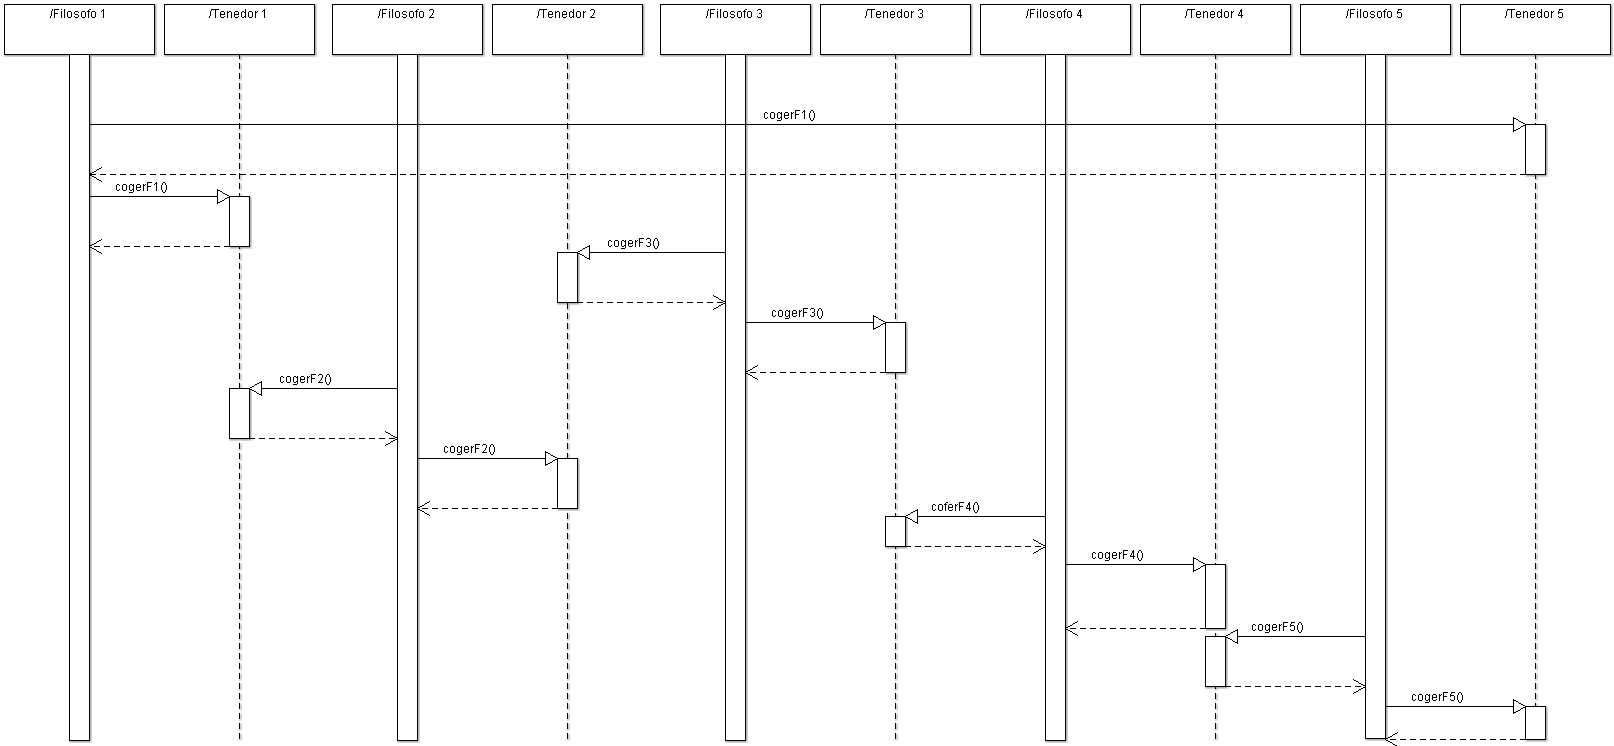 /Filosofo 1
/Tenedor 1
/Filosofo 2
/Tenedor 2
/Filosofo 3
/Tenedor 3
/Filosofo 4
/Tenedor 4
/Filosofo 5
/Tenedor 5
cogerF1()
cogerF1()
cogerF3()
cogerF3()
cogerF2()
cogerF2()
coferF4()
cogerF4()
cogerF5()
cogerF5()